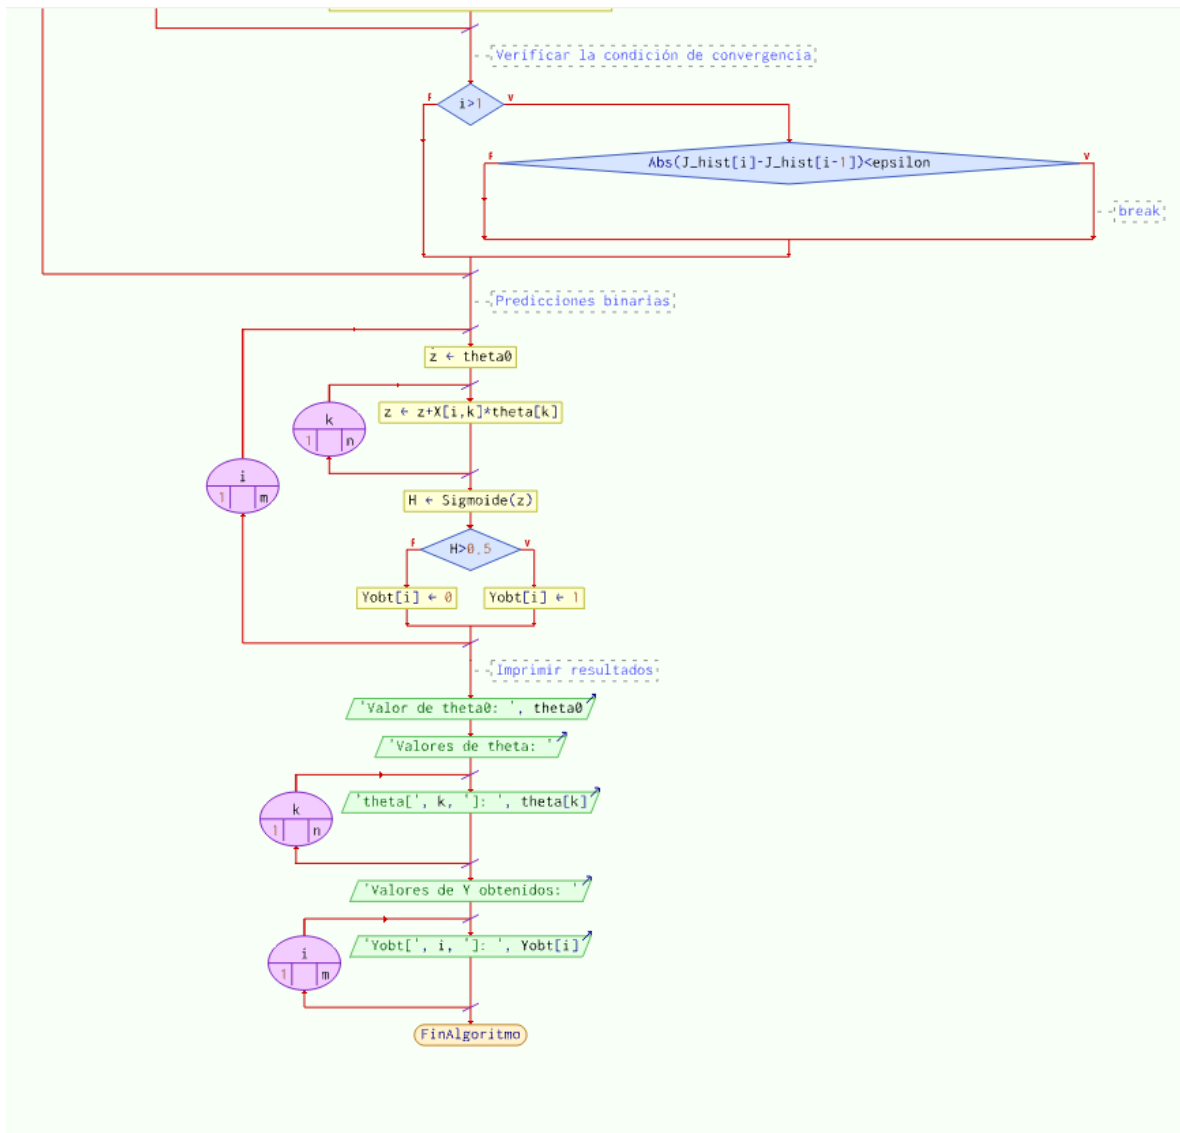 Verificar la condición de convergencia
F
i>1
V
F
Abs(J_hist[i]-J_hist[i-1])<epsilon
V
break
Predicciones binarias
z ← theta0
k
1
n
z ← z+X[i,k]*theta[k]
i
1
m
H ← Sigmoide(z)
F
H>0.5
V
Yobt[i] ← 0
Yobt[i] ← 1
Imprimir resultados
'Valor de theta0: ', theta0
'Valores de theta: '
k
1
n
'theta[', k, ']: ', theta[k]
'Valores de Y obtenidos: '
i
1
m
'Yobt[', i, ']: ', Yobt[i]
FinAlgoritmo